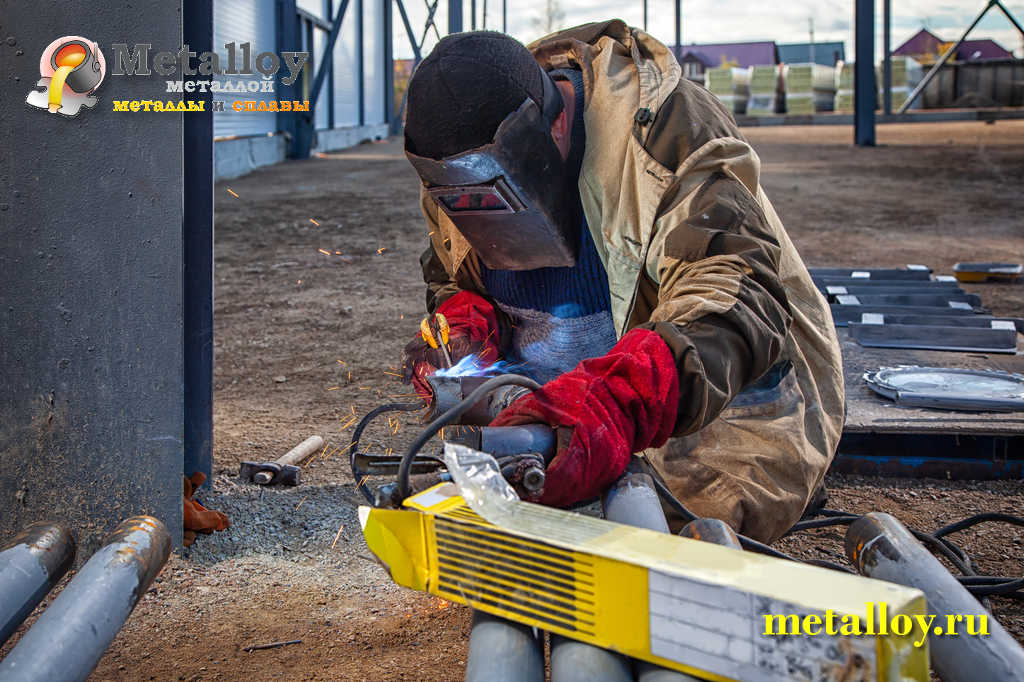 Metalloy
металлой
металлы и сплавы
metalloy.ru